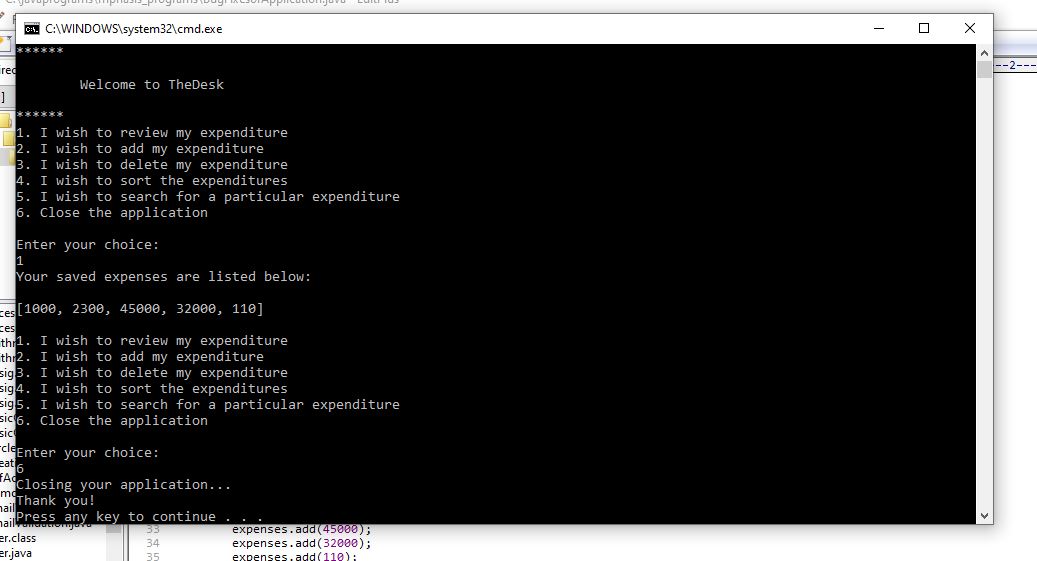 C:\WINDOWS\system32\cmd.exe
******
Welcome to TheDesk
******
1. I wish to review my expenditure
2. I wish to add my expenditure
3. I wish to delete my expenditure
4. I wish to sort the expenditures
5. I wish to search for a particular expenditure
6. Close the application
Enter your choice:
1
Your saved expenses are listed below:
[1000, 2300, 45000, 32000, 110]
1. I wish to review my expenditure
2. I wish to add my expenditure
3. I wish to delete my expenditure
4. I wish to sort the expenditures
5. I wish to search for a particular expenditure
6. Close the application
Enter your choice:
6
Closing your application...
Thank you!
Press any key to continue . . .
33 expenses.add(45000);
34 expenses.add(32000);
35 expenses.add(110);
er.class
er.java
--2---